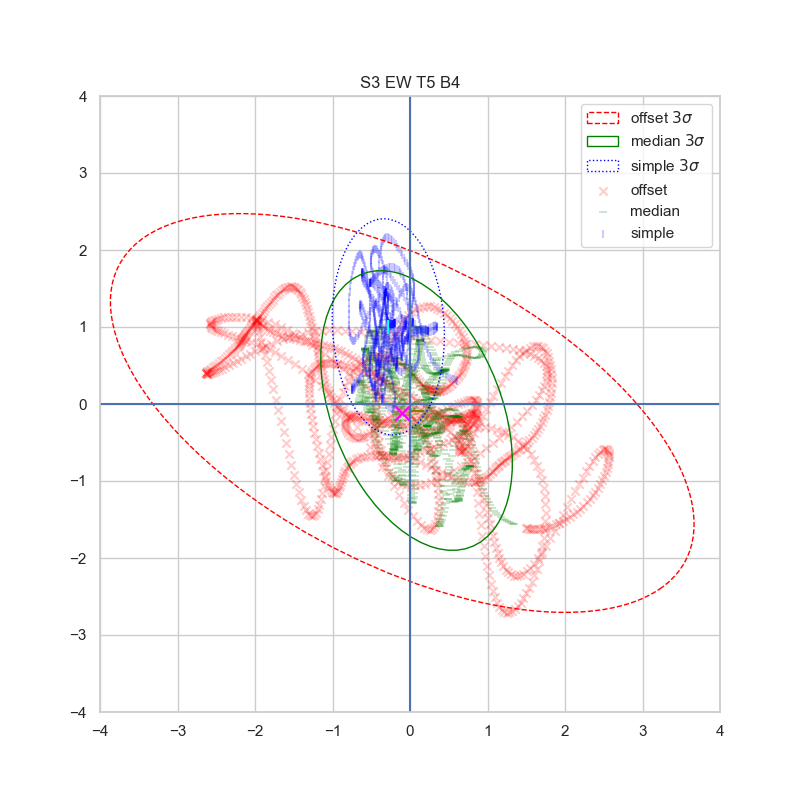 S3 EW T5 B4
offset 3σ
median 3σ
simple 3σ
offset
median
simple
4
3
2
1
0
−1
−2
−3
−4
−4 −3 −2 −1 0 1 2 3 4